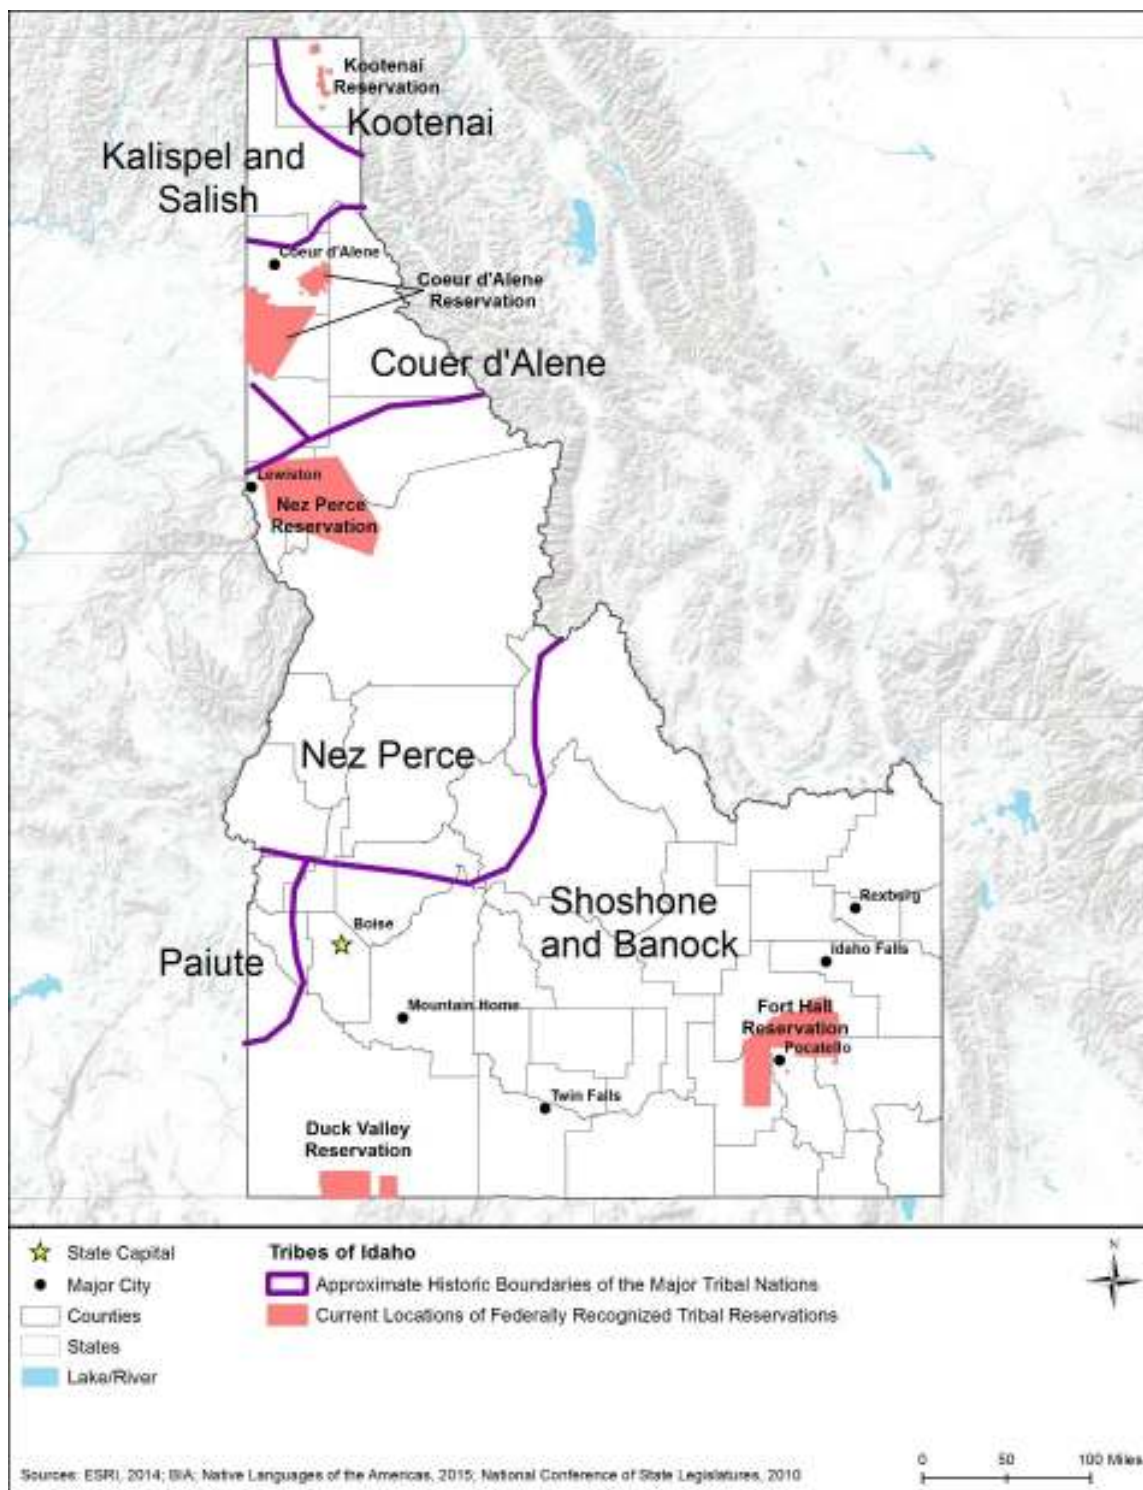 Kootenai
Reservation
Kootenai
Kalispel and
Salish
Coeur d'Alene
Coeur d'Alene
Reservation
Couer d'Alene
Lewiston
Nez Perce
Reservation
Nez Perce
Shoshone
and Banock
Rexburg
Boise
Paiute
Idaho Falls
Mountain Home
Fort Hall
Reservation
Pocatello
Twin Falls
Duck Valley
Reservation
State Capital
Major City
Counties
States
Lake/River
Tribes of Idaho
Approximate Historic Boundaries of the Major Tribal Nations
Current Locations of Federally Recognized Tribal Reservations
N
0 50 100 Miles
Sources: ESRI, 2014; BIA; Native Languages of the Americas, 2015; National Conference of State Legislatures, 2010